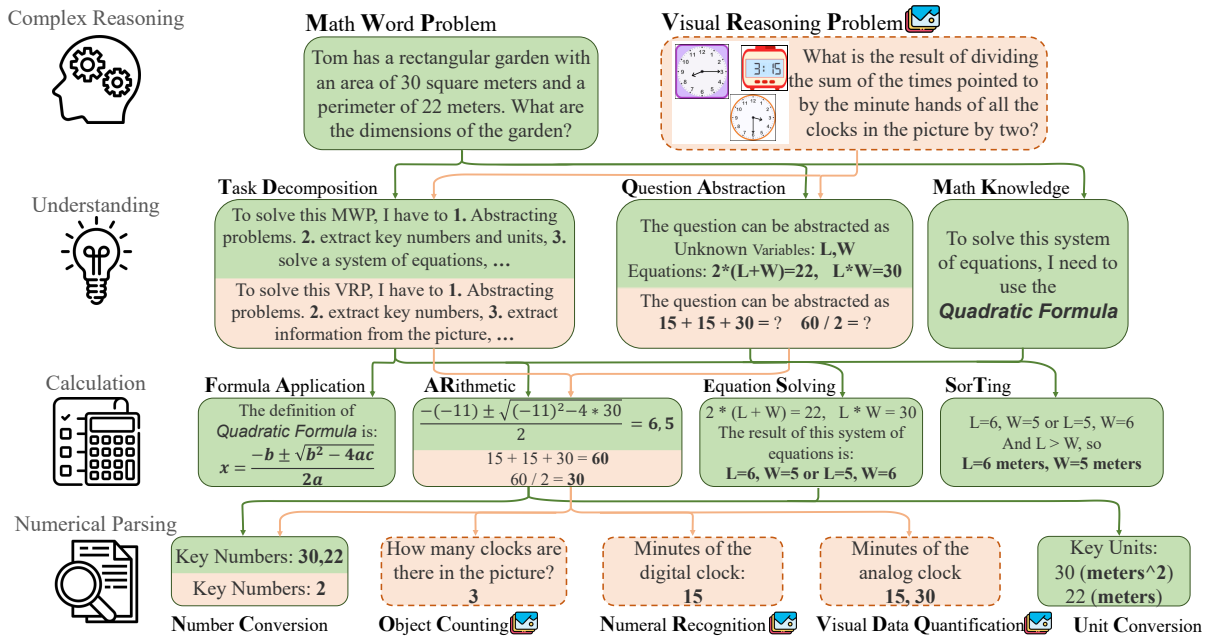 Complex Reasoning
Math Word Problem
Tom has a rectangular garden with
an area of 30 square meters and a
perimeter of 22 meters. What are
the dimensions of the garden?
Visual Reasoning Problem
3:15
What is the result of dividing
the sum of the times pointed to
by the minute hands of all the
clocks in the picture by two?
Understanding
Task Decomposition
To solve this MWP, I have to 1. Abstracting
problems. 2. extract key numbers and units, 3.
solve a system of equations, ...
To solve this VRP, I have to 1. Abstracting
problems. 2. extract key numbers, 3. extract
information from the picture, ...
Question Abstraction
The question can be abstracted as
Unknown Variables: L,W
Equations: 2*(L+W)=22, L*W=30
The question can be abstracted as
15 + 15 + 30 = ? 60 / 2 = ?
Math Knowledge
To solve this system
of equations, I need to
use the
Quadratic Formula
Calculation
Formula Application
The definition of
Quadratic Formula is:
x = (−b ± √(b² − 4ac)) / 2a
ARithmetic
(−(−11) ± √((−11)²−4 * 30)) / 2 = 6, 5
15 + 15 + 30 = 60
60 / 2 = 30
Equation Solving
2 * (L + W) = 22, L * W = 30
The result of this system of
equations is:
L=6, W=5 or L=5, W=6
SorTing
L=6, W=5 or L=5, W=6
And L > W, so
L=6 meters, W=5 meters
Numerical Parsing
Key Numbers: 30,22
Key Numbers: 2
Number Conversion
How many clocks are
there in the picture?
3
Object Counting
Minutes of the
digital clock:
15
Numeral Recognition
Minutes of the
analog clock
15, 30
Visual Data Quantification
Key Units:
30 (meters^2)
22 (meters)
Unit Conversion